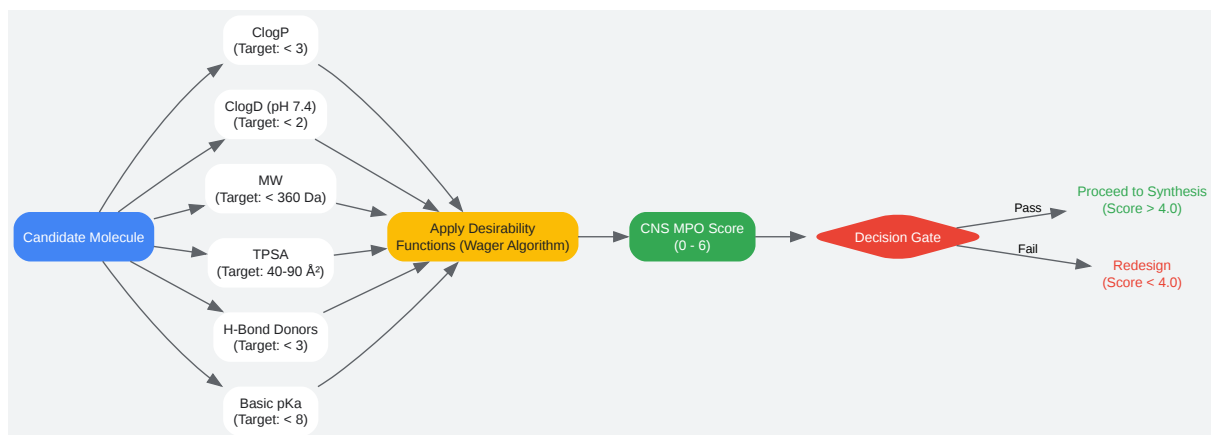 ClogP
(Target: < 3)
ClogD (pH 7.4)
(Target: < 2)
MW
(Target: < 360 Da)
Candidate Molecule
TPSA
(Target: 40-90 Å²)
H-Bond Donors
(Target: < 3)
Basic pKa
(Target: < 8)
Apply Desirability
Functions (Wager Algorithm)
CNS MPO Score
(0 - 6)
Decision Gate
Pass
Fail
Proceed to Synthesis
(Score > 4.0)
Redesign
(Score < 4.0)